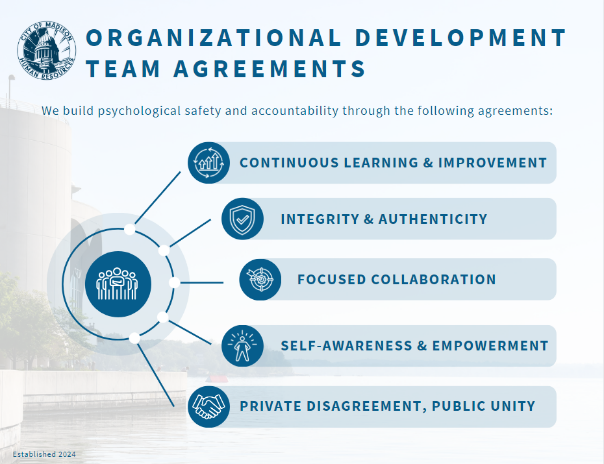 CITY OF MADISON
HUMAN RESOURCES
ORGANIZATIONAL DEVELOPMENT
TEAM AGREEMENTS
We build psychological safety and accountability through the following agreements:
CONTINUOUS LEARNING & IMPROVEMENT
INTEGRITY & AUTHENTICITY
FOCUSED COLLABORATION
SELF-AWARENESS & EMPOWERMENT
PRIVATE DISAGREEMENT, PUBLIC UNITY
Established 2024